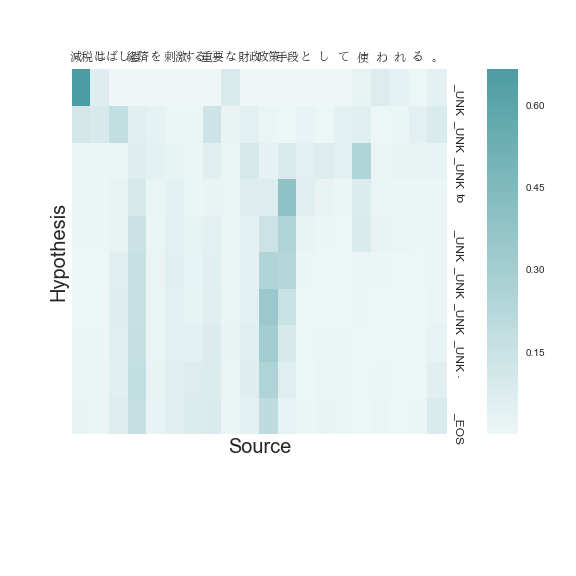 減税 は ばしば 経済 を 刺激 する 重要 な 財政 政策 手段 と し て 使 わ れ る 。
_UNK _UNK _UNK to _UNK _UNK _UNK _UNK . _EOS
0.60
0.45
0.30
0.15
Hypothesis
Source